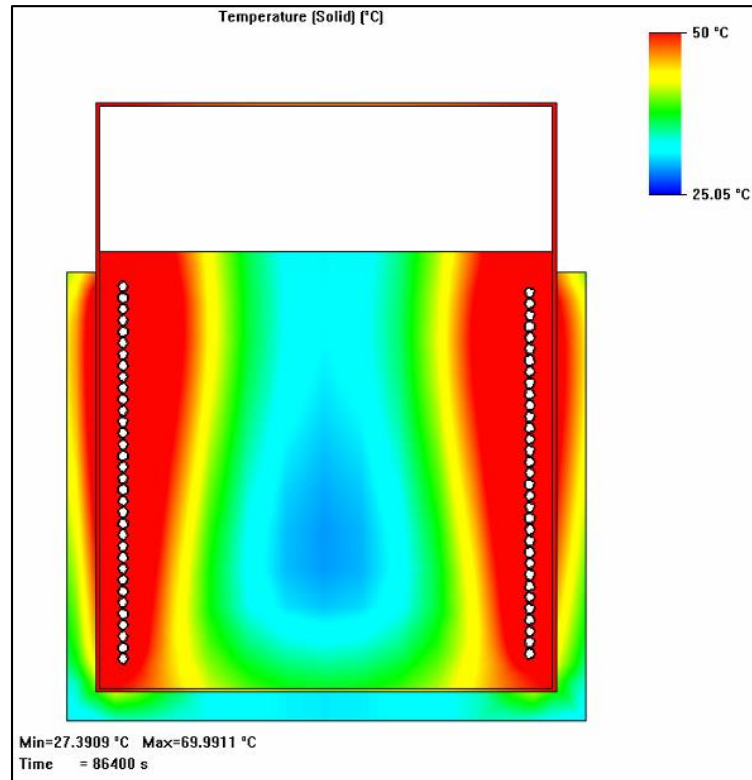 Temperature (Solid) [°C]
50 °C
25.05 °C
Min=27.3909 °C Max=69.9911 °C
Time = 86400 s